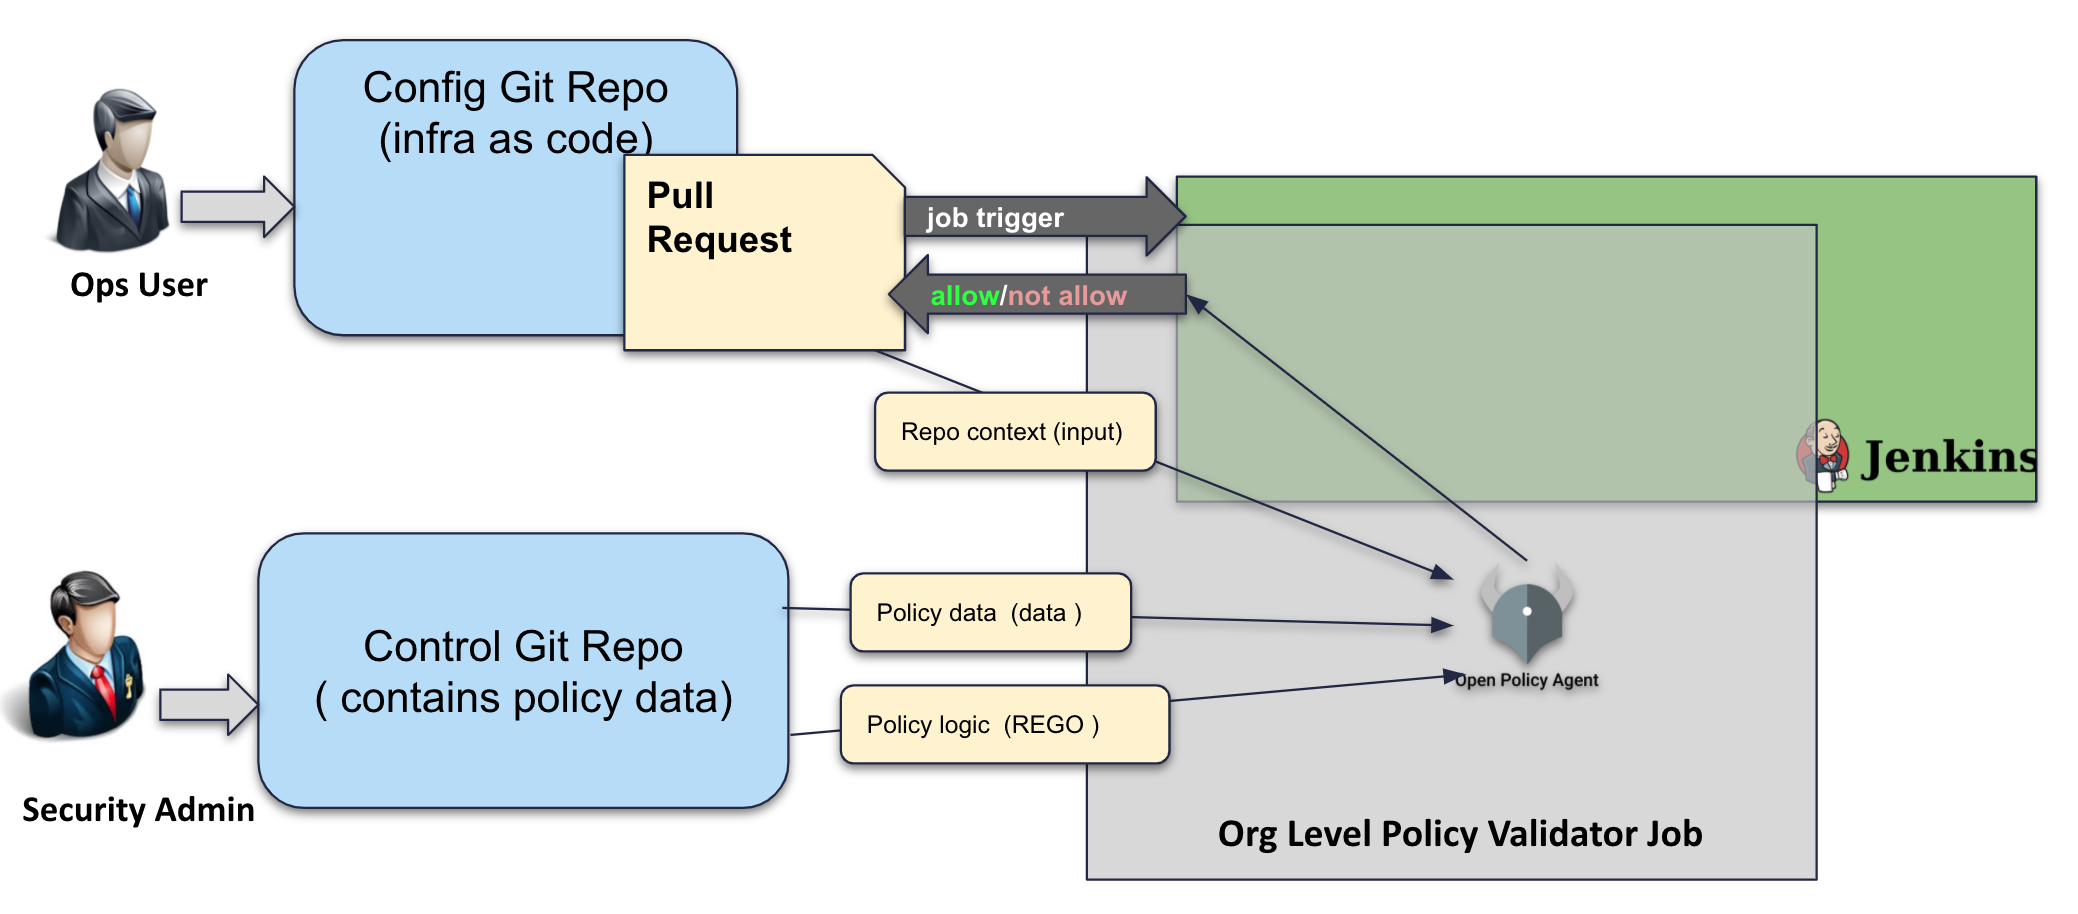 Config Git Repo
(infra as code)
Pull
Request
job trigger
allow/not allow
Ops User
Repo context (input)
Jenkins
Control Git Repo
( contains policy data)
Policy data  (data )
Policy logic  (REGO )
Open Policy Agent
Security Admin
Org Level Policy Validator Job